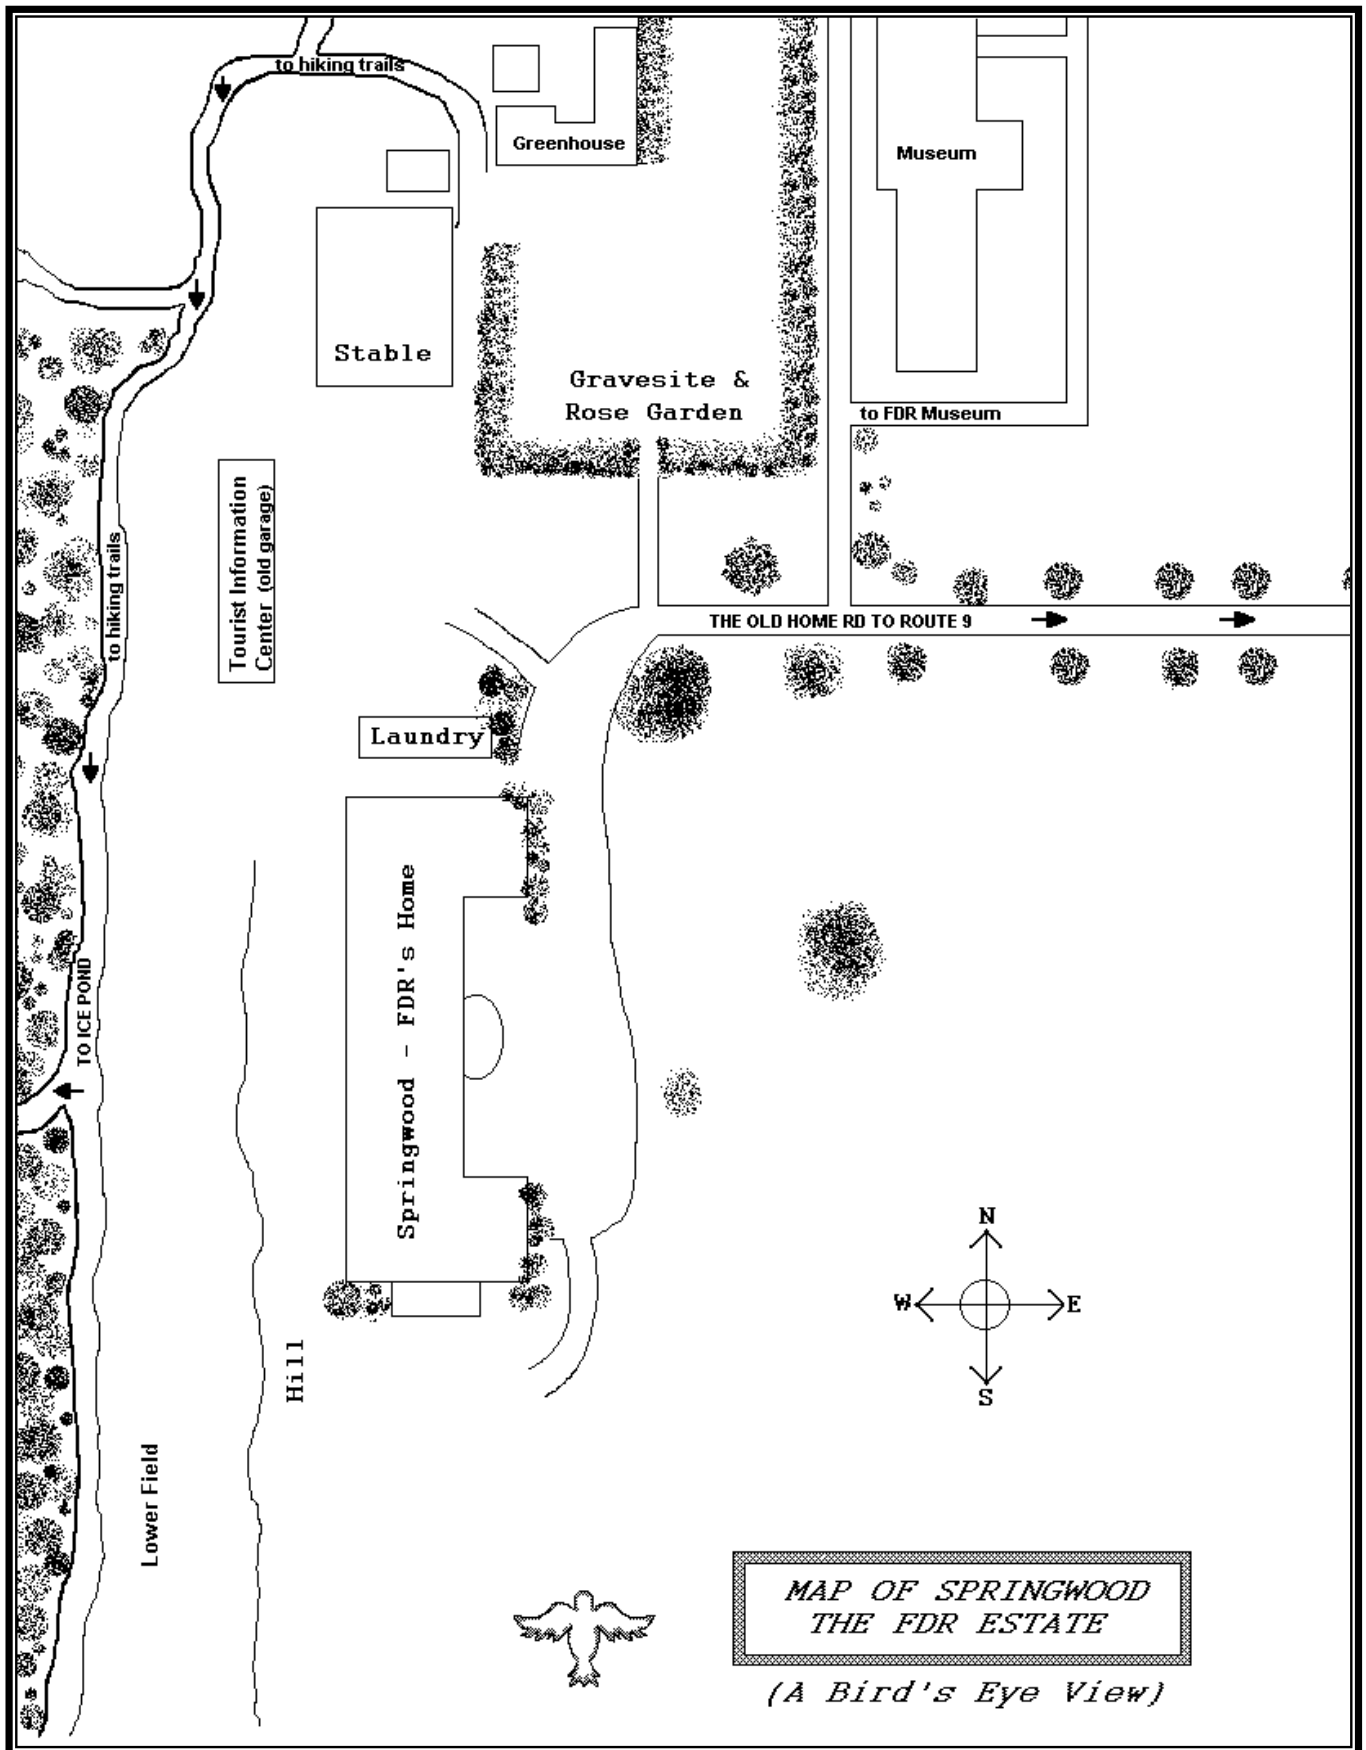 to hiking trails
Greenhouse
Museum
Stable
Gravesite &
Rose Garden
to FDR Museum
Tourist Information
Center (old garage)
to hiking trails
THE OLD HOME RD TO ROUTE 9
Laundry
Springwood - FDR's Home
TO ICE POND
N
W
E
S
Hill
Lower Field
MAP OF SPRINGWOOD
THE FDR ESTATE
(A Bird's Eye View)